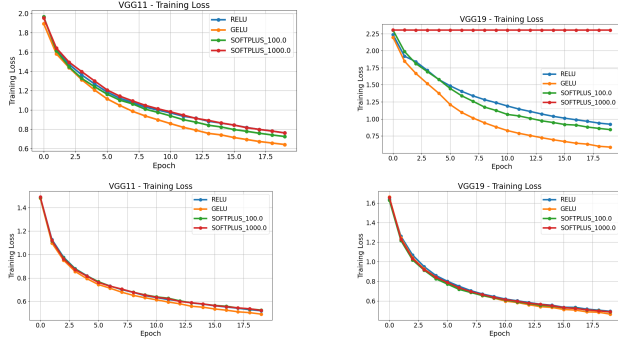 VGG11 - Training Loss
Training Loss
2.0
1.8
1.6
1.4
1.2
1.0
0.8
0.6
RELU
GELU
SOFTPLUS_100.0
SOFTPLUS_1000.0
0.0 2.5 5.0 7.5 10.0 12.5 15.0 17.5
Epoch
VGG19 - Training Loss
Training Loss
2.25
2.00
1.75
1.50
1.25
1.00
0.75
RELU
GELU
SOFTPLUS_100.0
SOFTPLUS_1000.0
0.0 2.5 5.0 7.5 10.0 12.5 15.0 17.5
Epoch
VGG11 - Training Loss
Training Loss
1.4
1.2
1.0
0.8
0.6
RELU
GELU
SOFTPLUS_100.0
SOFTPLUS_1000.0
0.0 2.5 5.0 7.5 10.0 12.5 15.0 17.5
Epoch
VGG19 - Training Loss
Training Loss
1.6
1.4
1.2
1.0
0.8
0.6
RELU
GELU
SOFTPLUS_100.0
SOFTPLUS_1000.0
0.0 2.5 5.0 7.5 10.0 12.5 15.0 17.5
Epoch